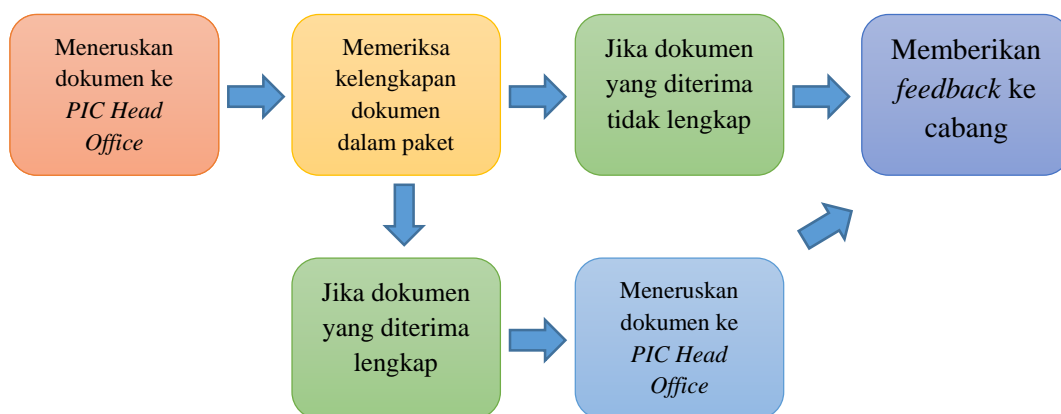 Meneruskan
dokumen ke
PIC Head
Office
Memeriksa
kelengkapan
dokumen
dalam paket
Jika dokumen
yang diterima
tidak lengkap
Memberikan
feedback ke
cabang
Jika dokumen
yang diterima
lengkap
Meneruskan
dokumen ke
PIC Head
Office